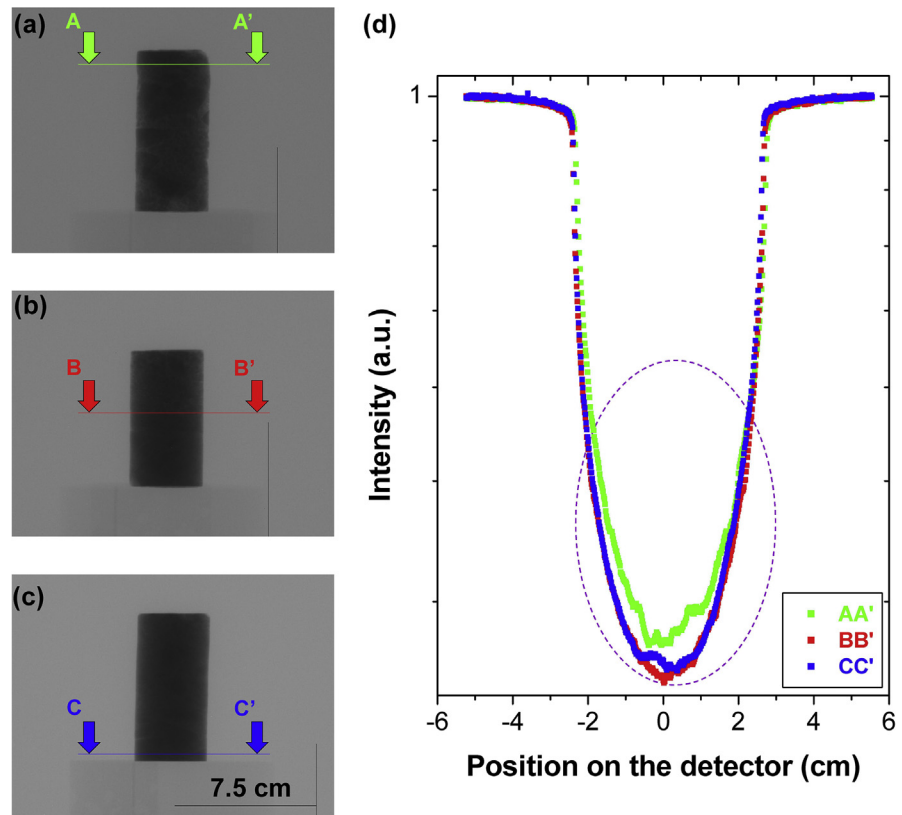 (a)
A A’
(b)
B B’
(c)
C C’
7.5 cm
(d)
1
Intensity (a.u.)
AA'
BB'
CC'
-6 -4 -2 0 2 4 6
Position on the detector (cm)